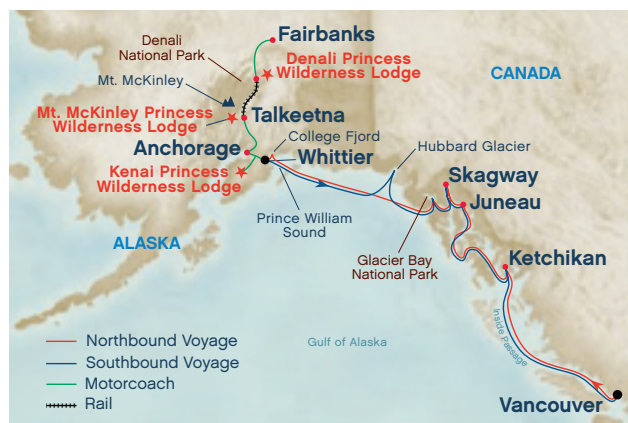 Fairbanks
Denali
National Park
Denali Princess
Wilderness Lodge
CANADA
Mt. McKinley
Mt. McKinley Princess
Wilderness Lodge
Talkeetna
College Fjord
Hubbard Glacier
Anchorage
Whittier
Kenai Princess
Wilderness Lodge
Skagway
Juneau
Prince William
Sound
ALASKA
Glacier Bay
National Park
Ketchikan
Inside Passage
Gulf of Alaska
Northbound Voyage
Southbound Voyage
Motorcoach
Rail
Vancouver